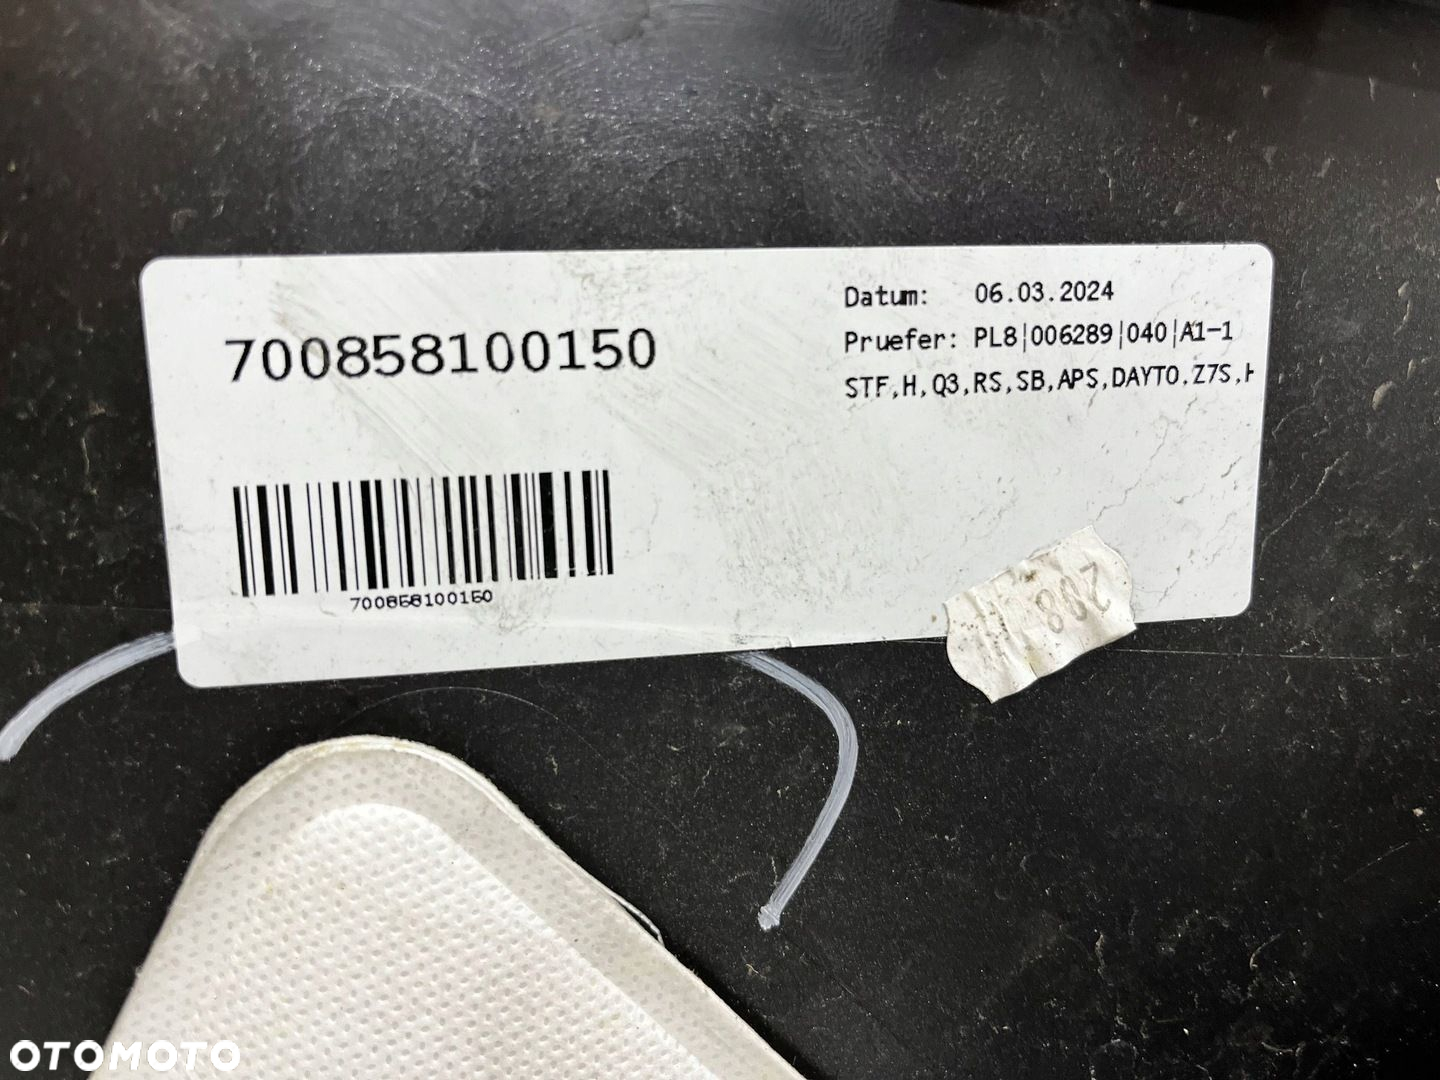 700858100150
Datum: 06.03.2024
Pruefer: PL8|006289|040|A1-1
STF,H,Q3,RS,SB,APS,DAYTO.Z7S,H
700858100150
208
OTOMOTO